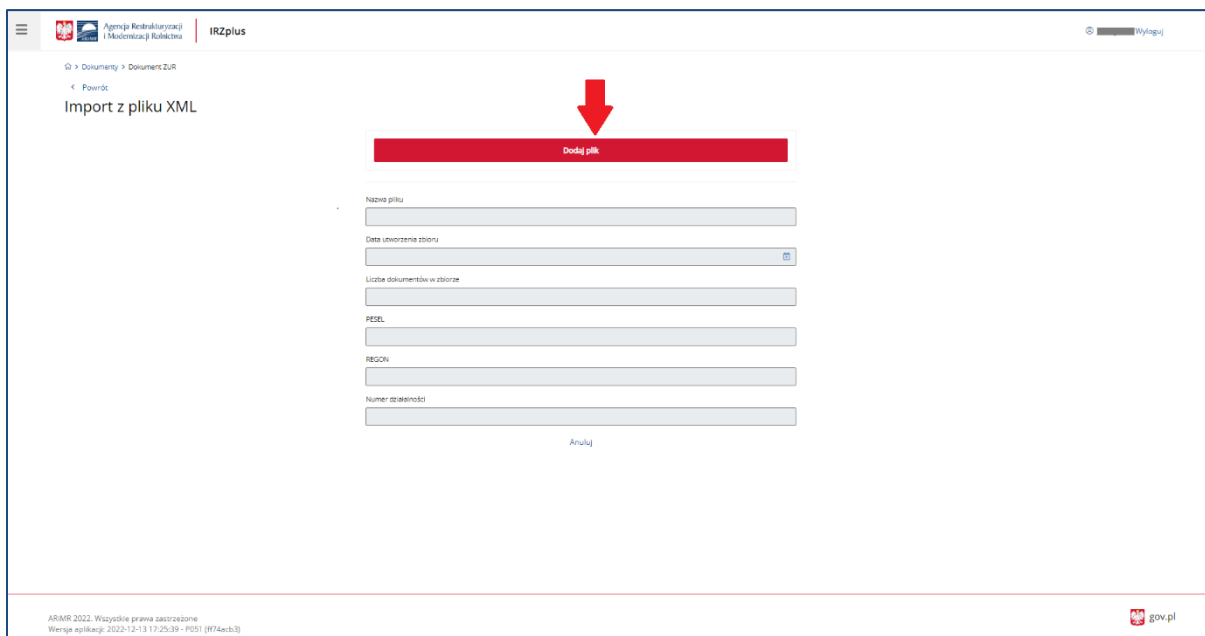 Agencja Restrukturyzacji
i Modernizacji Rolnictwa
ARiMR
IRZplus
Wyloguj
> Dokumenty > Dokument ZUR
< Powrót
Import z pliku XML
Dodaj plik
Nazwa pliku
Data utworzenia zbioru
Liczba dokumentów w zbiorze
PESEL
REGON
Numer działalności
Anuluj
ARiMR 2022. Wszystkie prawa zastrzeżone
Wersja aplikacji: 2022-12-13 17:25:39 - P051 (ff74acb3)
gov.pl